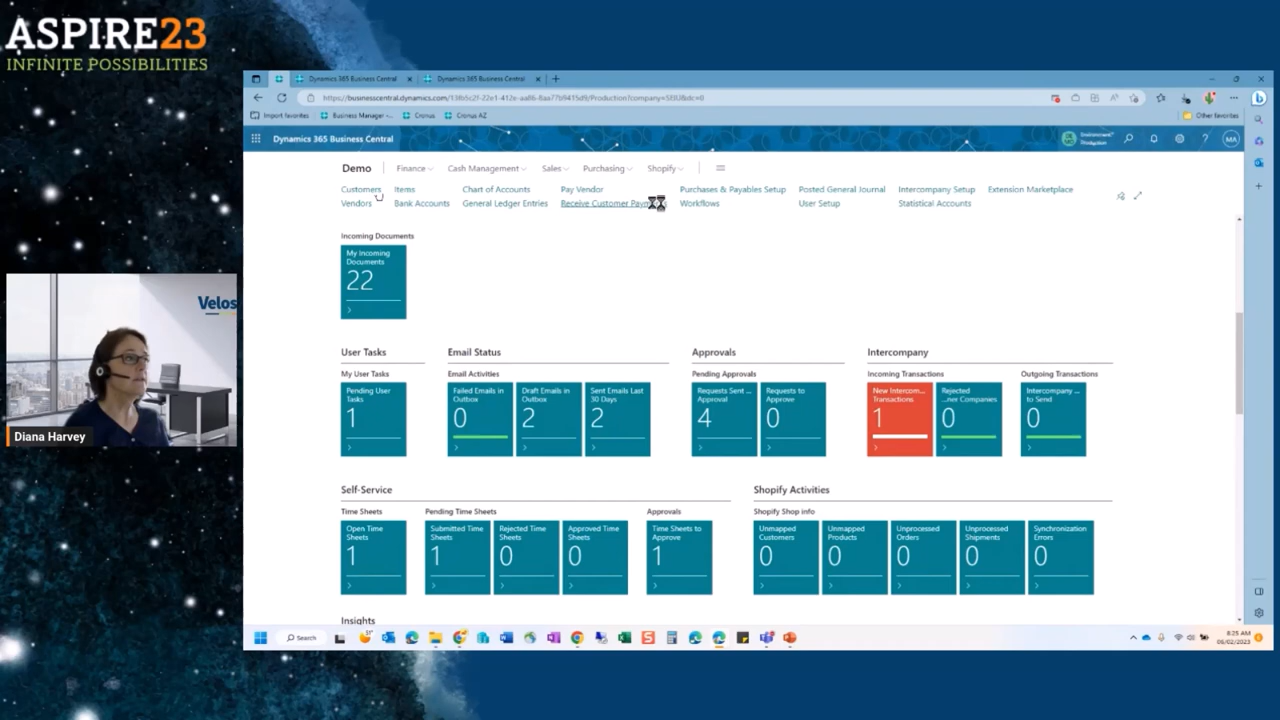 ASPIRE23
INFINITE POSSIBILITIES
Dynamics 365 Business Central
Dynamics 365 Business Central
Import favorites
Business Manager -...
Cronus
Cronus AZ
Other favorites
Dynamics 365 Business Central
Environment:
Production
MA
Demo
Finance
Cash Management
Sales
Purchasing
Shopify
Customers
Items
Chart of Accounts
Pay Vendor
Purchases & Payables Setup
Posted General Journal
Intercompany Setup
Extension Marketplace
Vendors
Bank Accounts
General Ledger Entries
Receive Customer Paym
Workflows
User Setup
Statistical Accounts
Incoming Documents
My Incoming
Documents
22
User Tasks
Email Status
Approvals
Intercompany
My User Tasks
Email Activities
Pending Approvals
Incoming Transactions
Outgoing Transactions
Pending User
Tasks
1
Failed Emails in
Outbox
0
Draft Emails in
Outbox
2
Sent Emails Last
30 Days
2
Requests Sent ...
Approval
4
Requests to
Approve
0
New Intercom...
Transactions
1
Rejected
...ner Companies
0
Intercompany ...
to Send
0
Self-Service
Shopify Activities
Time Sheets
Pending Time Sheets
Approvals
Shopify Shop info
Open Time
Sheets
1
Submitted Time
Sheets
1
Rejected Time
Sheets
0
Approved Time
Sheets
0
Time Sheets to
Approve
1
Unmapped
Customers
0
Unmapped
Products
0
Unprocessed
Orders
0
Unprocessed
Shipments
0
Synchronization
Errors
0
Insights
Search
8:25 AM
06/02/2023
Velos
Diana Harvey